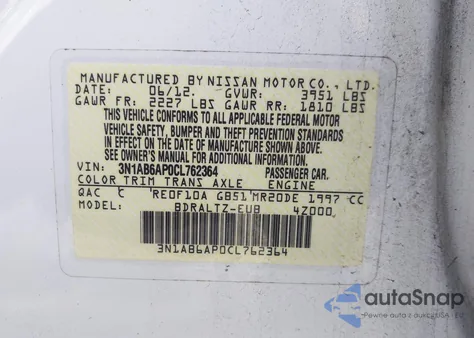 MANUFACTURED BY NISSAN MOTOR CO., LTD.
DATE: 06/12. GVWR: 3951 LBS
GAWR FR: 2227 LBS GAWR RR: 1810 LBS
THIS VEHICLE CONFORMS TO ALL APPLICABLE FEDERAL MOTOR
VEHICLE SAFETY, BUMPER AND THEFT PREVENTION STANDARDS
IN EFFECT ON THE DATE OF MANUFACTURE SHOWN ABOVE.
SEE OWNER'S MANUAL FOR ADDITIONAL INFORMATION.
VIN: 3N1AB6AP0CL762364 PASSENGER CAR.
COLOR TRIM TRANS AXLE ENGINE
QAC C RE0F10A GB51 MR20DE 1997 CC
BDRALTZ-EUB 4Z000
3N1AB6AP0CL762364
autoSnap
Pewne auto z USA